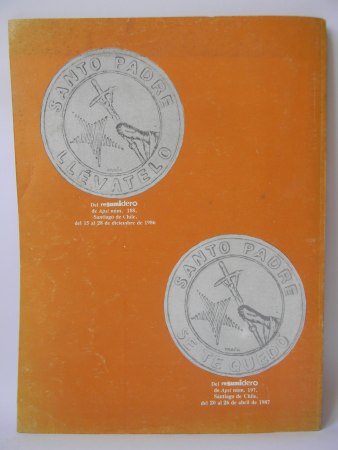 SANTO PADRE
LLÉVATELO
Del resumidero
de Apsi núm. 188,
Santiago de Chile,
del 15 al 28 de diciembre de 1986
SANTO PADRE
SE TE QUEDÓ
Del resumidero
de Apsi núm. 197,
Santiago de Chile,
del 20 al 26 de abril de 1987